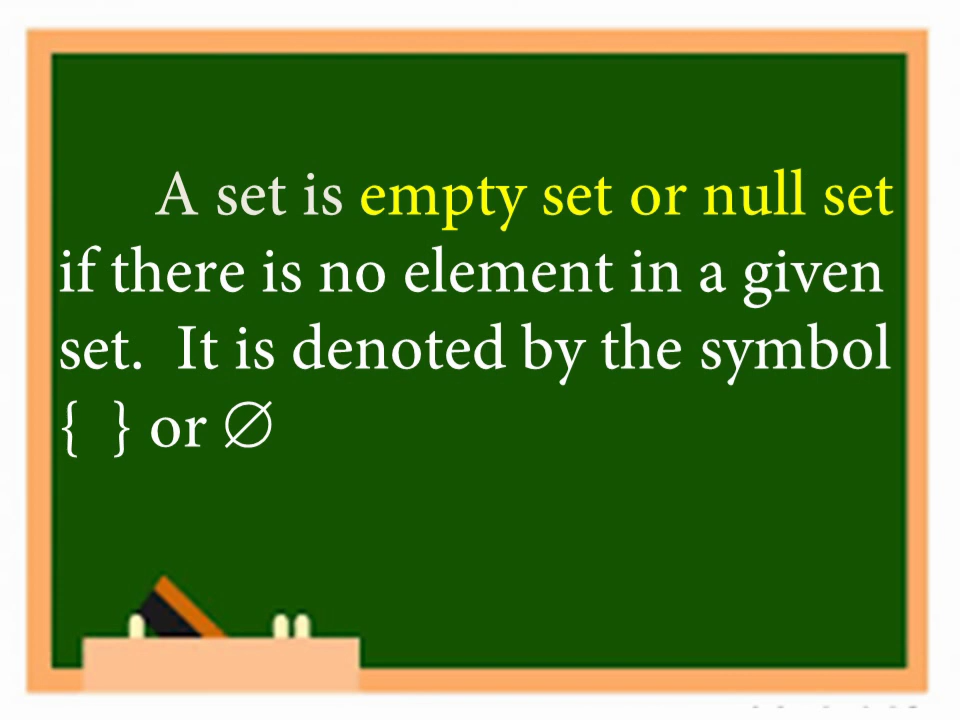 A set is empty set or null set
if there is no element in a given
set.  It is denoted by the symbol
{  } or ∅